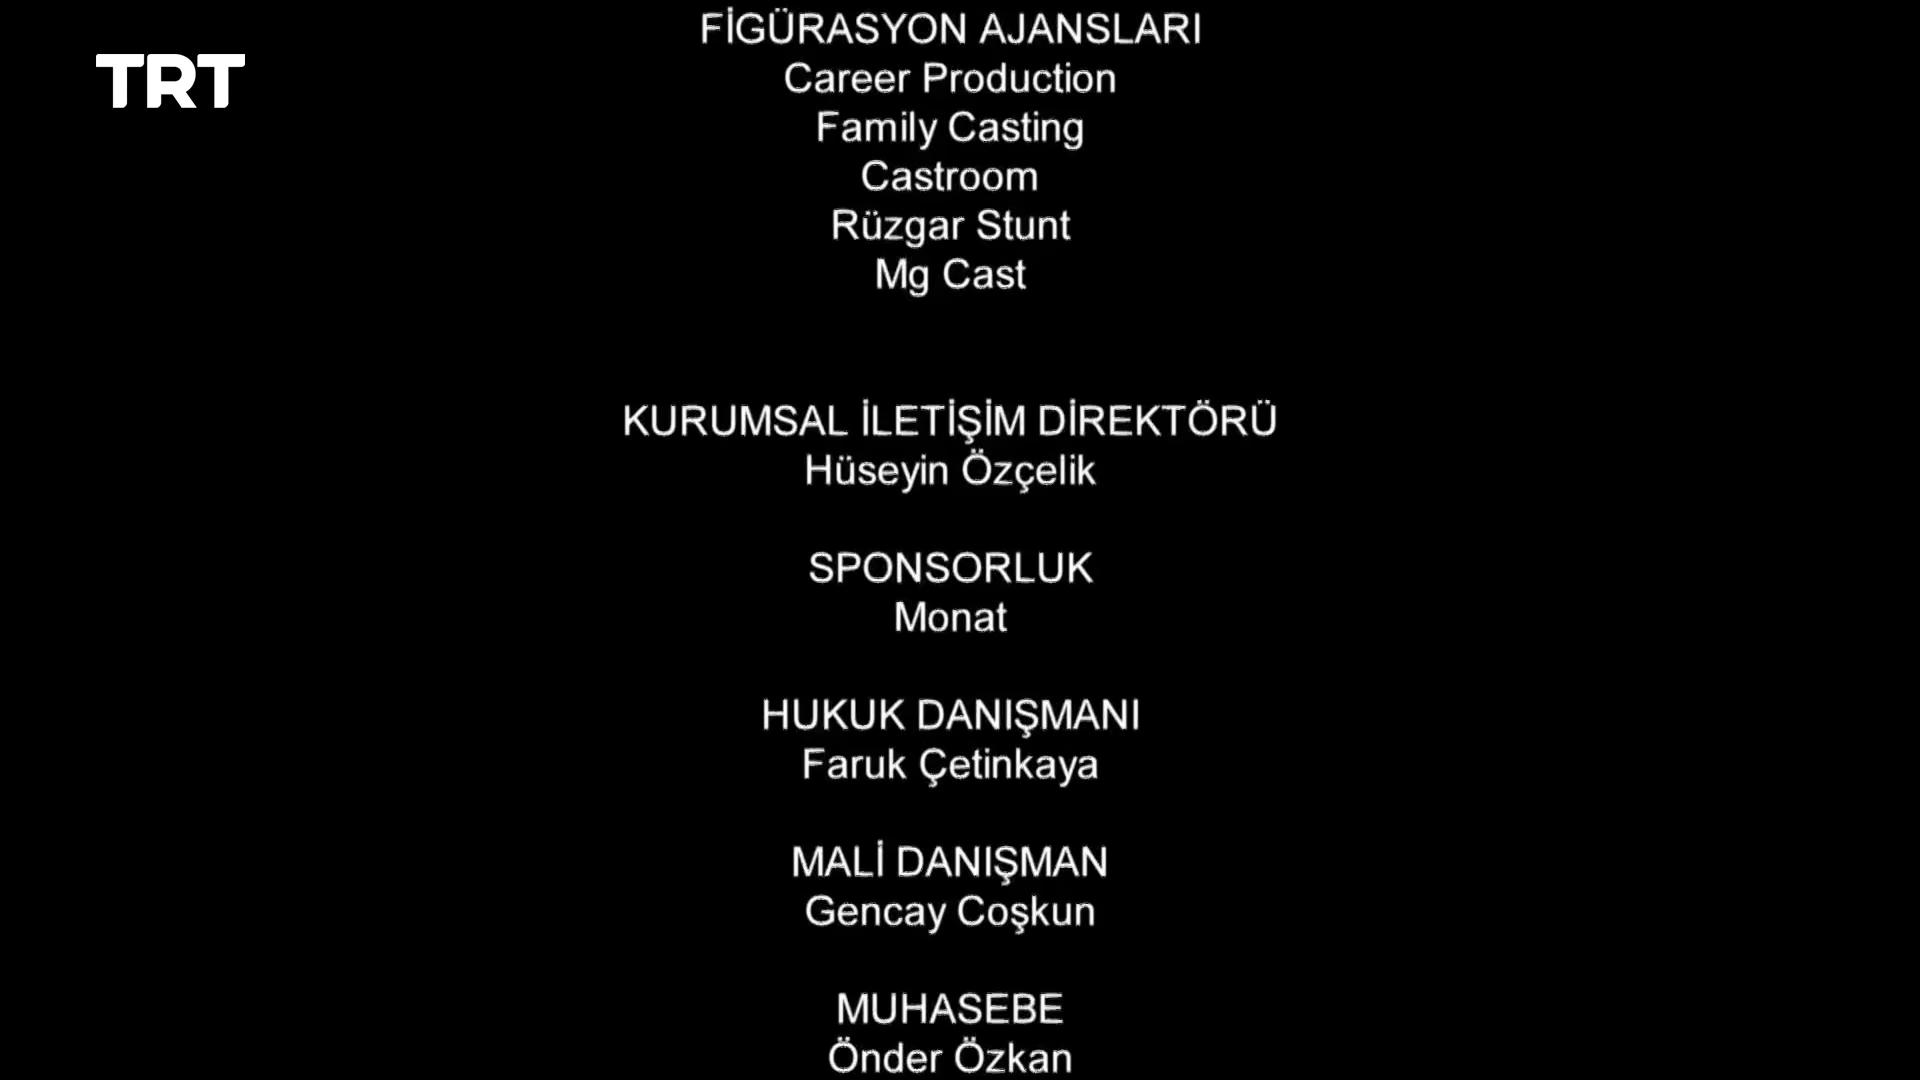 TRT
FİGÜRASYON AJANSLARI
Career Production
Family Casting
Castroom
Rüzgar Stunt
Mg Cast
KURUMSAL İLETİŞİM DİREKTÖRÜ
Hüseyin Özçelik
SPONSORLUK
Monat
HUKUK DANIŞMANI
Faruk Çetinkaya
MALİ DANIŞMAN
Gencay Coşkun
MUHASEBE
Önder Özkan